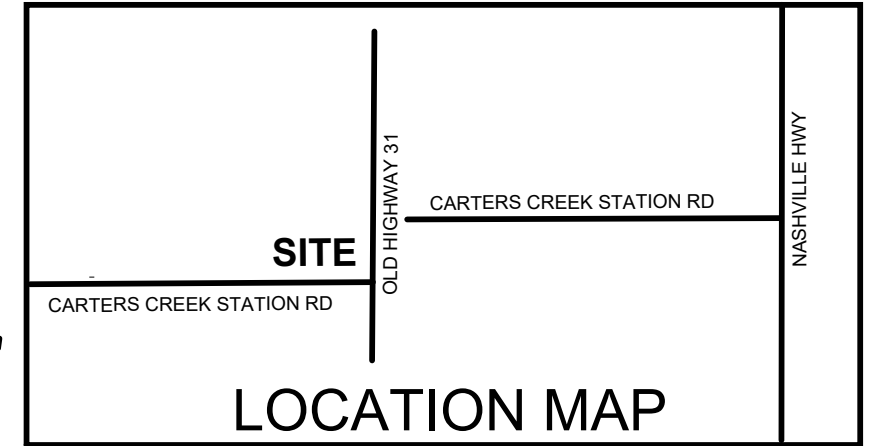 OLD HIGHWAY 31
NASHVILLE HWY
CARTERS CREEK STATION RD
SITE
CARTERS CREEK STATION RD
LOCATION MAP